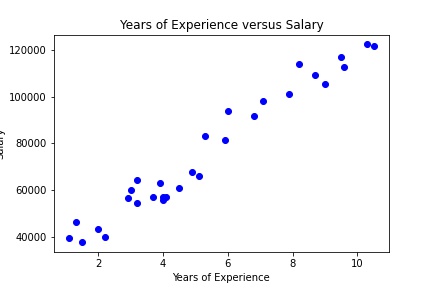 Years of Experience versus Salary
120000
100000
80000
60000
40000
Salary
2 4 6 8 10
Years of Experience